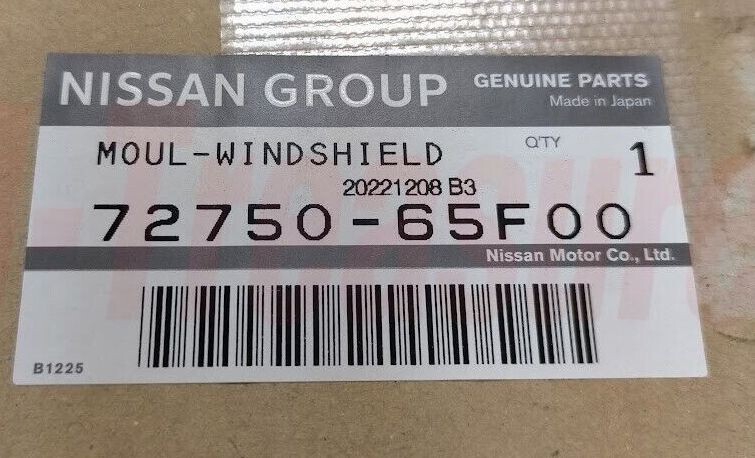 NISSAN GROUP
GENUINE PARTS
Made in Japan
MOUL-WINDSHIELD
Q'TY
1
20221208 B3
72750-65F00
Nissan Motor Co., Ltd.
B1225